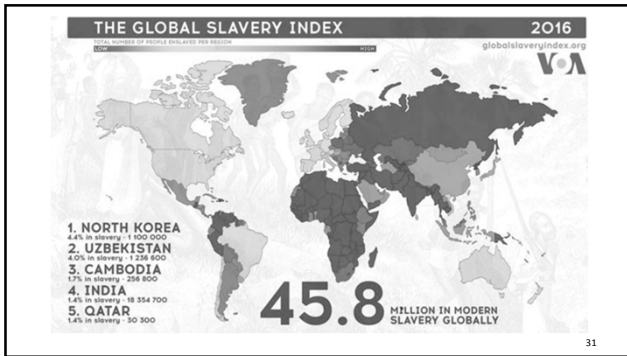 THE GLOBAL SLAVERY INDEX 2016
TOTAL NUMBER OF PEOPLE ENSLAVED PER REGION
LOW HIGH
globalslaveryindex.org
VOA
1. NORTH KOREA
4.4% in slavery - 1 100 000
2. UZBEKISTAN
4.0% in slavery - 1 236 600
3. CAMBODIA
1.7% in slavery - 256 800
4. INDIA
1.4% in slavery - 18 354 700
5. QATAR
1.4% in slavery - 30 300
45.8 MILLION IN MODERN
SLAVERY GLOBALLY
31